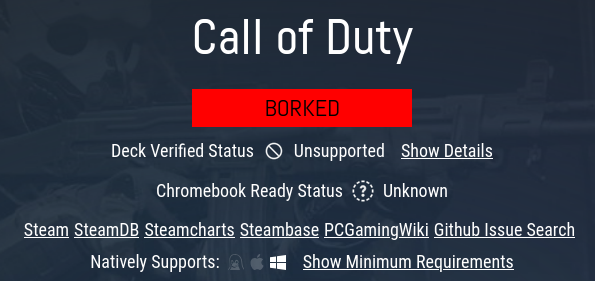 Call of Duty
BORKED
Deck Verified Status Unsupported Show Details
Chromebook Ready Status ? Unknown
Steam SteamDB Steamcharts Steambase PCGamingWiki Github Issue Search
Natively Supports: Show Minimum Requirements